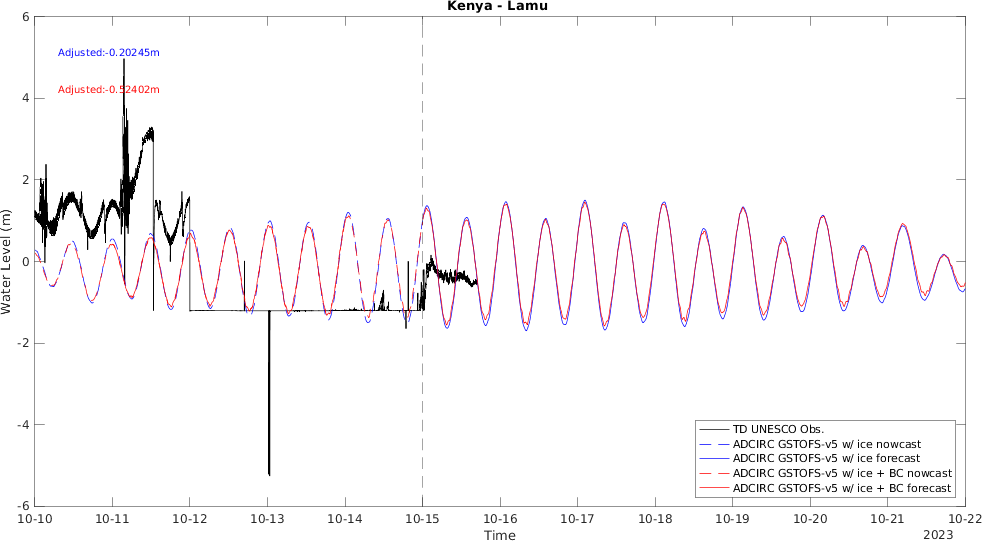 Kenya - Lamu
Adjusted:-0.20245m
Adjusted:-0.52402m
Water Level (m)
6
4
2
0
-2
-4
-6
TD UNESCO Obs.
ADCIRC GSTOFS-v5 w/ ice nowcast
ADCIRC GSTOFS-v5 w/ ice forecast
ADCIRC GSTOFS-v5 w/ ice + BC nowcast
ADCIRC GSTOFS-v5 w/ ice + BC forecast
10-10 10-11 10-12 10-13 10-14 10-15 10-16 10-17 10-18 10-19 10-20 10-21 10-22
Time
2023